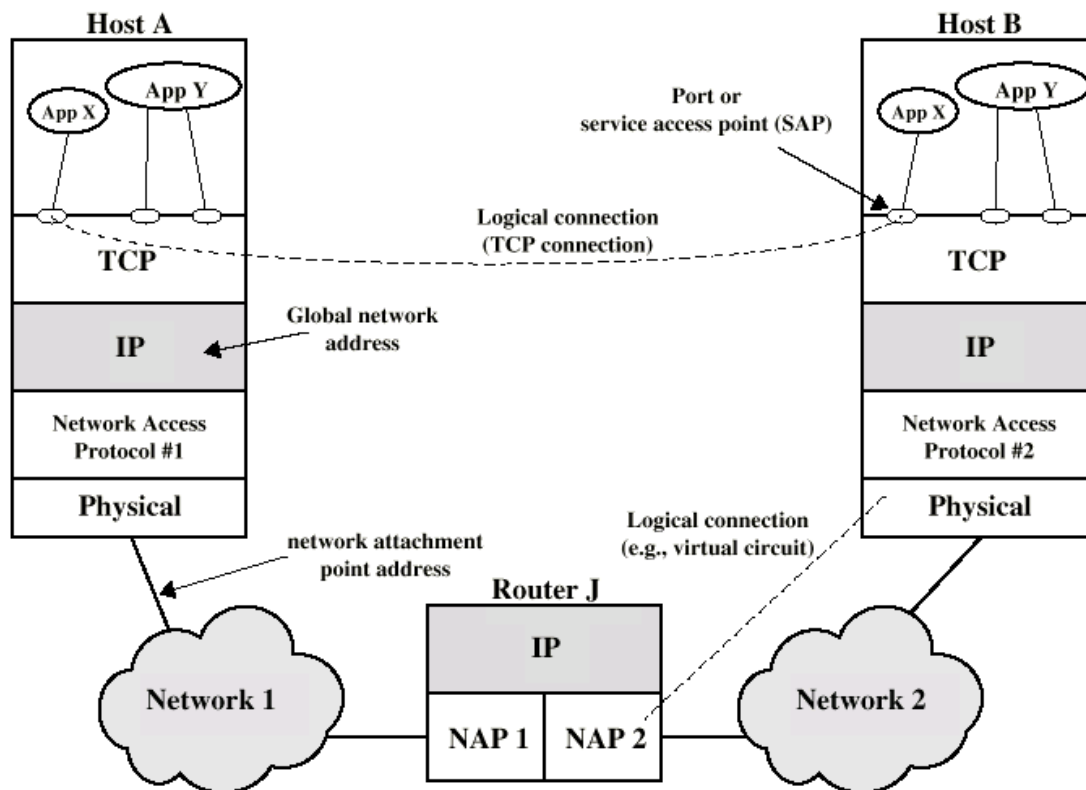 Host A
Host B
App X
App Y
App X
App Y
Port or
service access point (SAP)
Logical connection
(TCP connection)
TCP
TCP
Global network
address
IP
IP
Network Access
Protocol #1
Network Access
Protocol #2
Physical
Physical
Logical connection
(e.g., virtual circuit)
network attachment
point address
Router J
IP
Network 1
NAP 1
NAP 2
Network 2